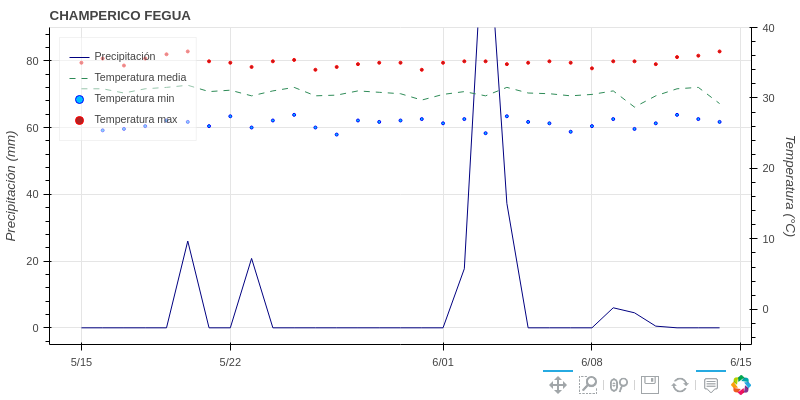 CHAMPERICO FEGUA
Precipitación
Temperatura media
Temperatura min
Temperatura max
Precipitación (mm)
80
60
40
20
0
Temperatura (°C)
40
30
20
10
0
5/15
5/22
6/01
6/08
6/15